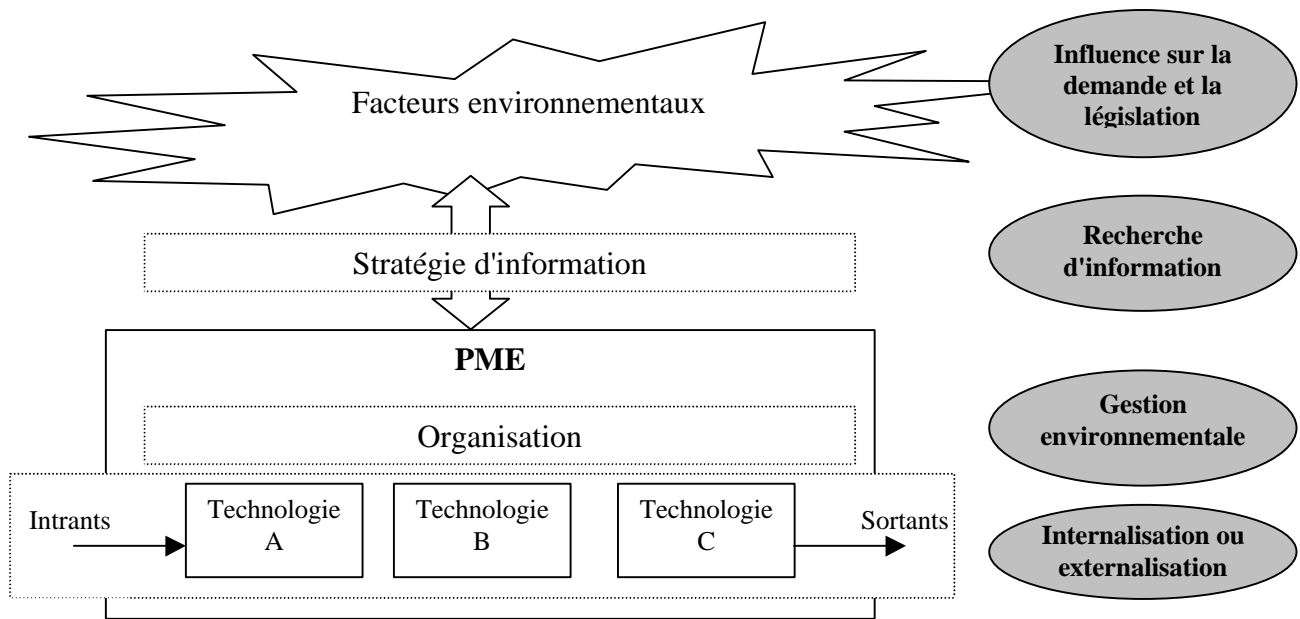 Facteurs environnementaux
Influence sur la
demande et la
législation
Stratégie d'information
Recherche
d'information
PME
Organisation
Gestion
environnementale
Intrants
Technologie
A
Technologie
B
Technologie
C
Sortants
Internalisation ou
externalisation